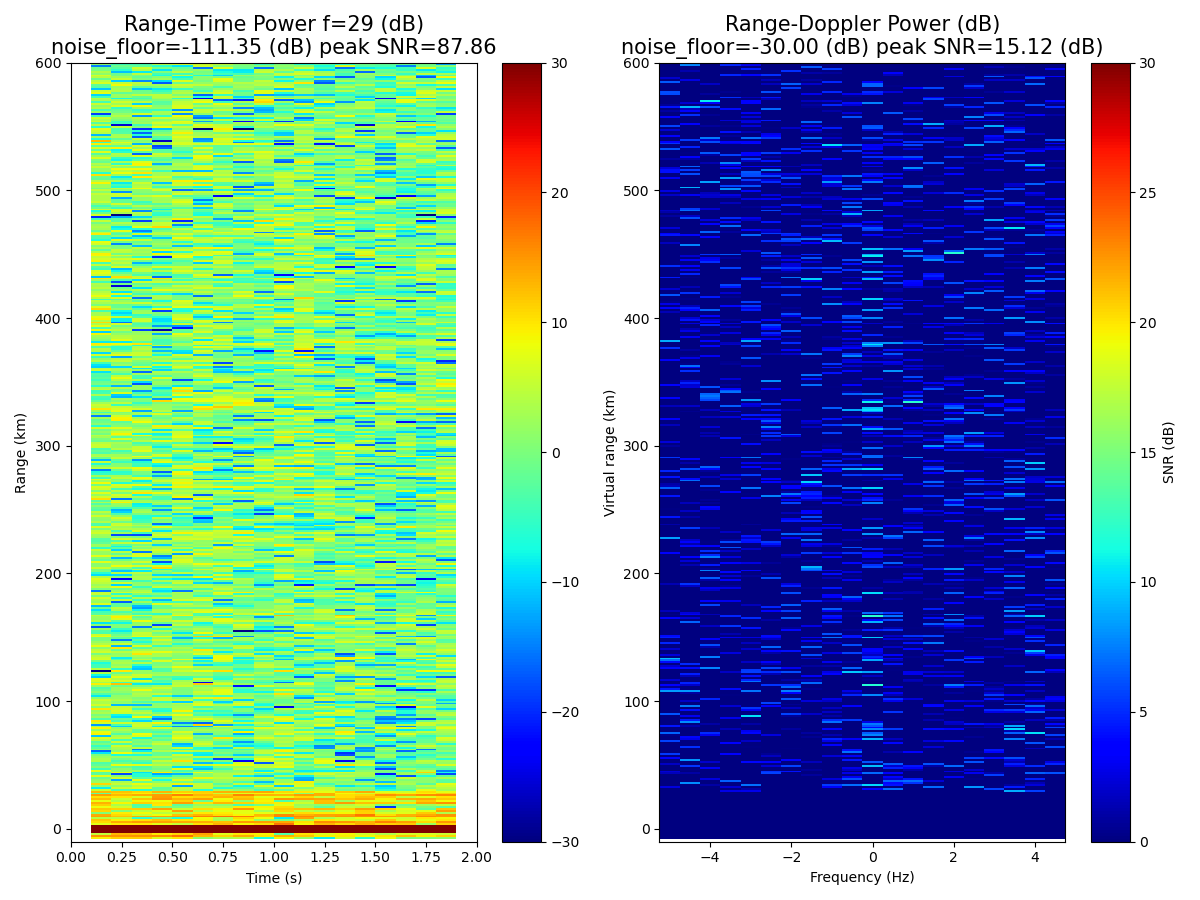 Range-Time Power f=29 (dB)
noise_floor=-111.35 (dB) peak SNR=87.86
Range (km)
600
500
400
300
200
100
0
0.00 0.25 0.50 0.75 1.00 1.25 1.50 1.75 2.00
Time (s)
30
20
10
0
−10
−20
−30
Range-Doppler Power (dB)
noise_floor=-30.00 (dB) peak SNR=15.12 (dB)
Virtual range (km)
600
500
400
300
200
100
0
−4 −2 0 2 4
Frequency (Hz)
30
25
20
15
10
5
0
SNR (dB)